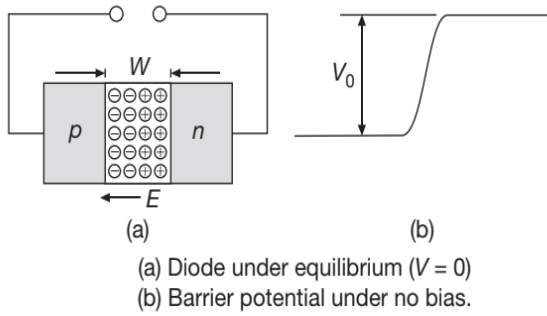 W
V₀
p
n
⊖⊖⊕⊕
⊖⊖⊕⊕
⊖⊖⊕⊕
⊖⊖⊕⊕
⊖⊖⊕⊕
E
(a)
(b)
(a) Diode under equilibrium (V = 0)
(b) Barrier potential under no bias.